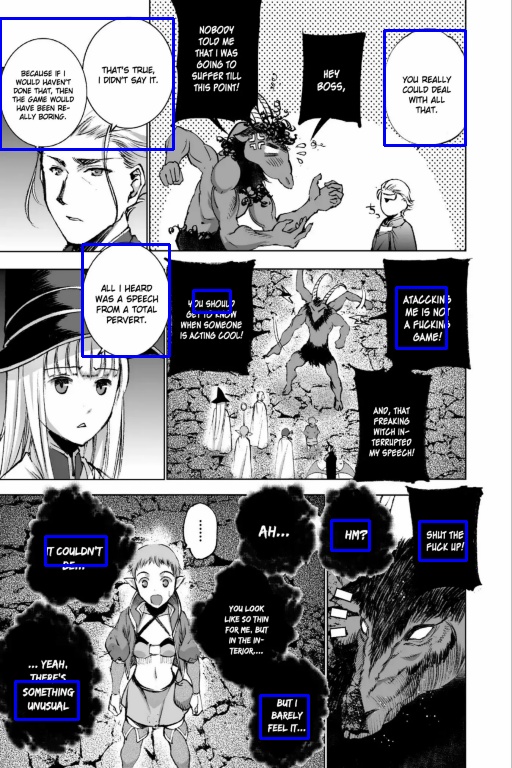 YOU REALLY
COULD DEAL
WITH ALL
THAT.
HEY
BOSS,
NOBODY
TOLD ME
THAT I WAS
GOING TO
SUFFER TILL
THIS POINT!
THAT'S TRUE,
I DIDN'T SAY IT.
BECAUSE IF I
WOULD HAVEN'T
DONE THAT, THEN
THE GAME WOULD
HAVE BEEN RE-
ALLY BORING.
ATACCKING
ME IS NOT
A FUCKING
GAME!
AND, THAT
FREAKING
WITCH IN-
TERRUPTED
MY SPEECH!
YOU SHOULD
GET TO KNOW
WHEN SOMEONE
IS ACTING COOL!
ALL I HEARD
WAS A SPEECH
FROM A TOTAL
PERVERT.
SHUT THE
FUCK UP!
HM?
AH...
YOU LOOK
LIKE SO THIN
FOR ME, BUT
IN THE IN-
TERIOR,...
BUT I
BARELY
FEEL IT...
IT COULDN'T
BE...
... YEAH,
THERE'S
SOMETHING
UNUSUAL